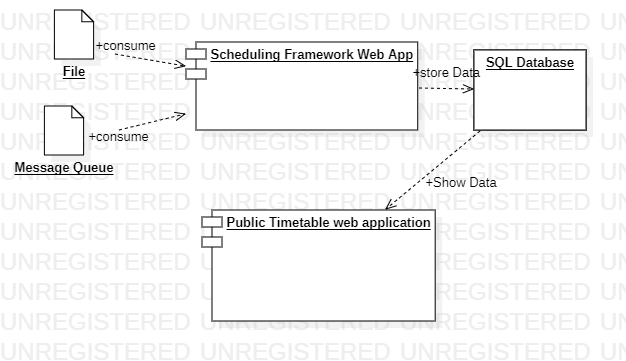 UNREGISTERED UNREGISTERED UNREGISTERED UN
+consume
File
Scheduling Framework Web App
+store Data
SQL Database
+consume
Message Queue
+Show Data
Public Timetable web application